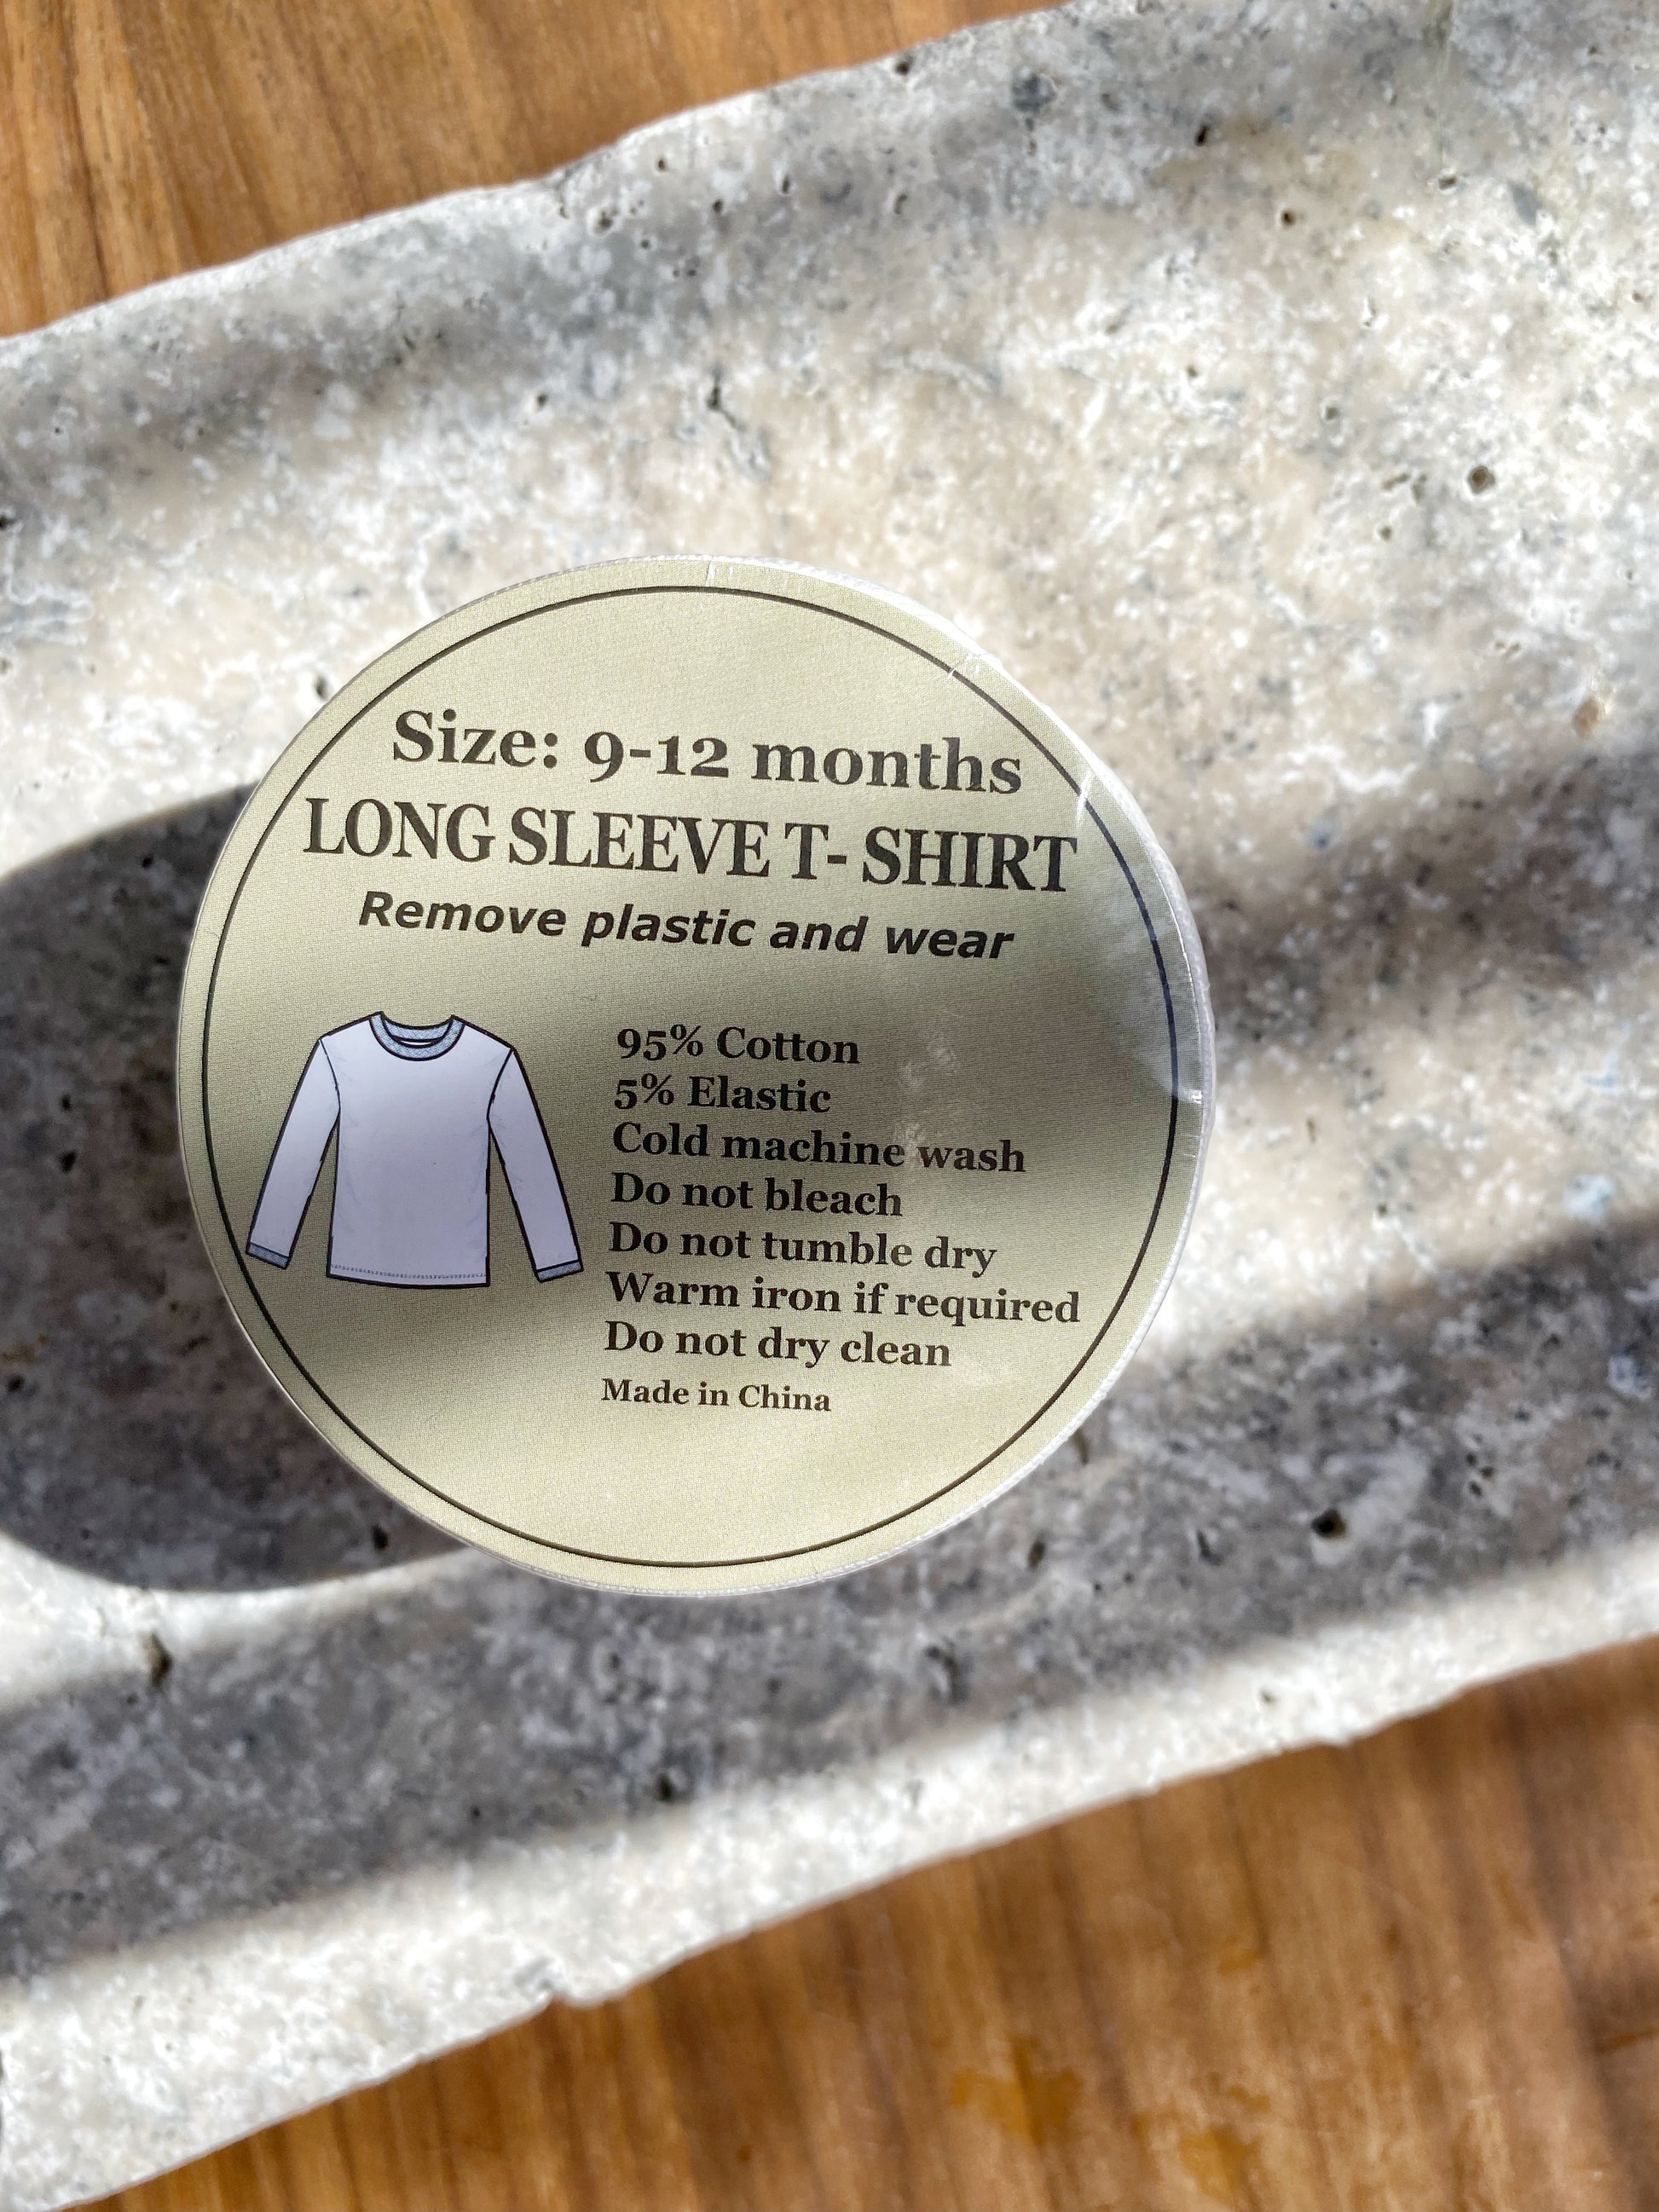 Size: 9-12 months
LONG SLEEVE T- SHIRT
Remove plastic and wear
95% Cotton
5% Elastic
Cold machine wash
Do not bleach
Do not tumble dry
Warm iron if required
Do not dry clean
Made in China